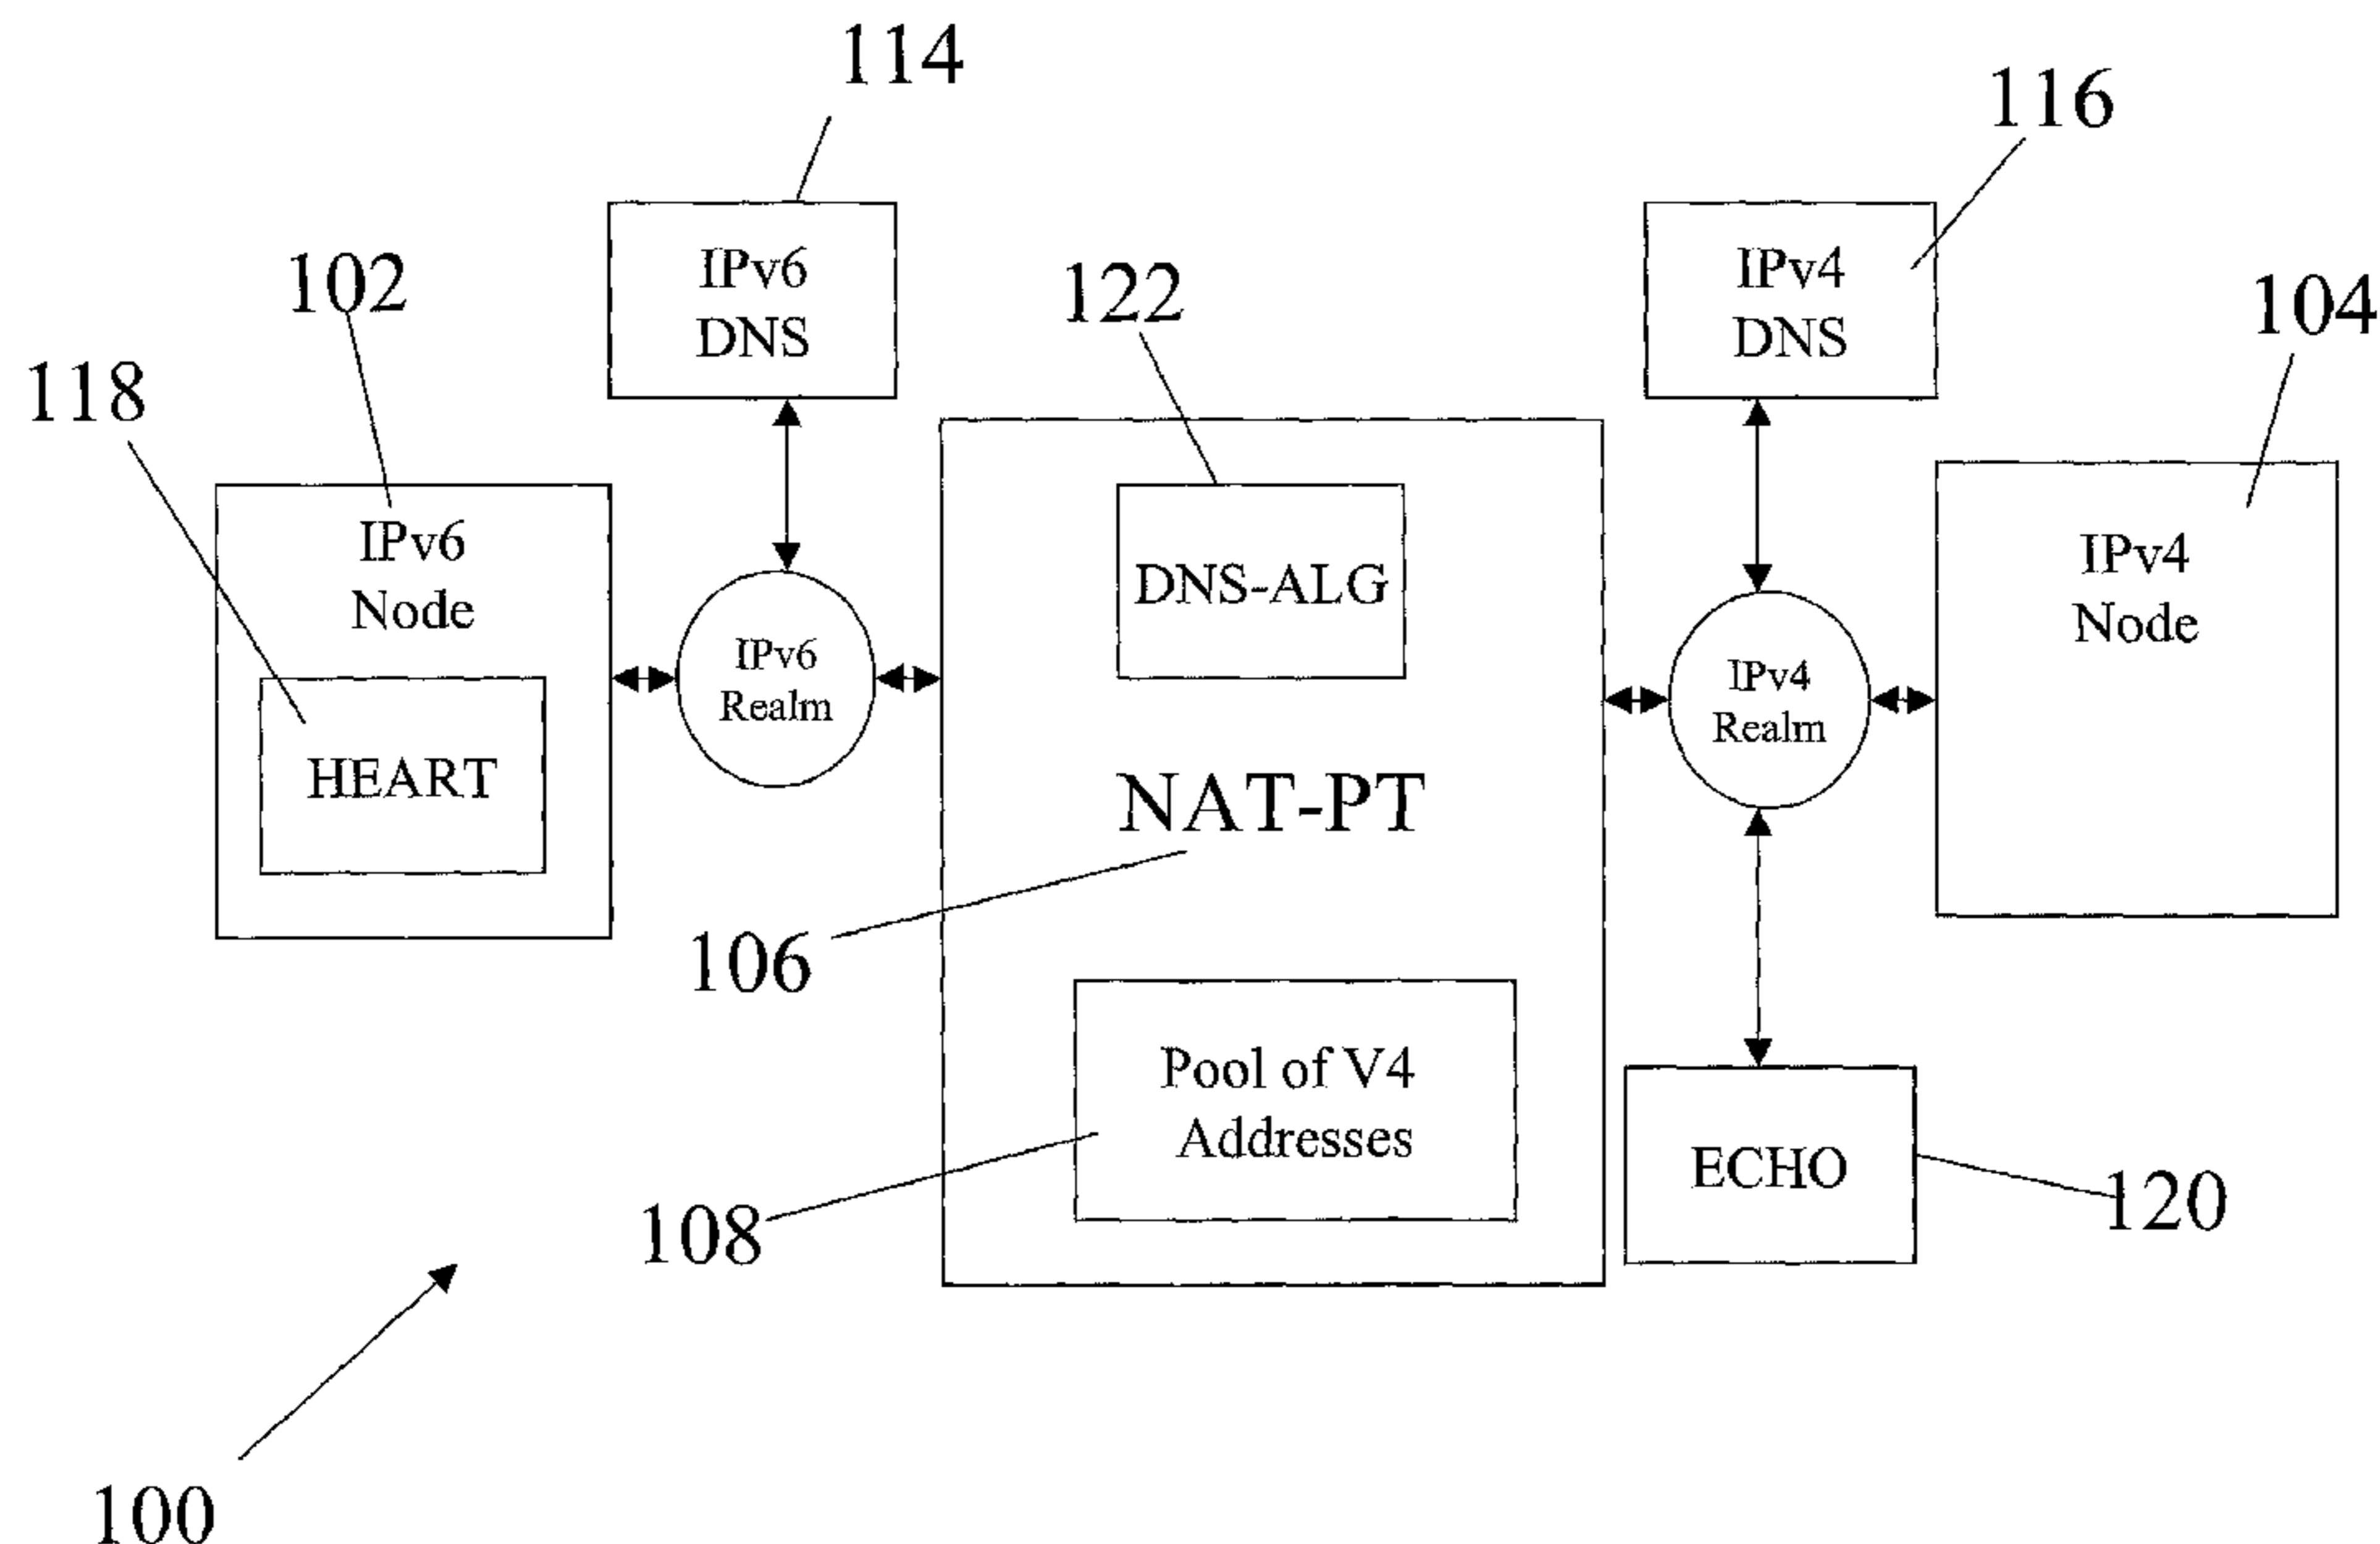 114
116
102
IPv6
DNS
122
IPv4
DNS
104
118
IPv6
Node
DNS-ALG
IPv4
Node
IPv6
Realm
IPv4
Realm
HEART
NAT-PT
106
Pool of V4
Addresses
ECHO
108
120
100